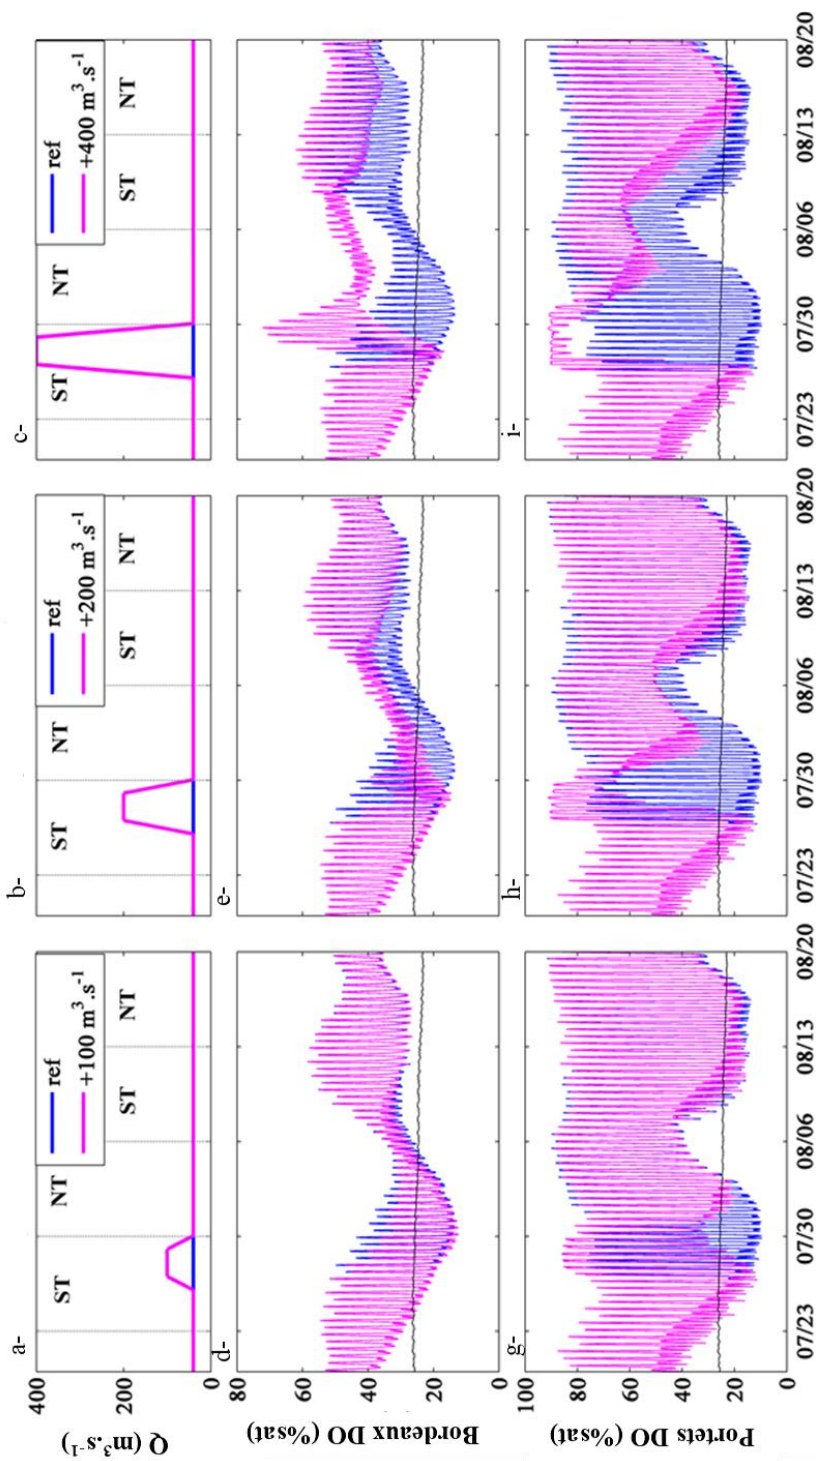 a-
b-
c-
ref
+100 m³.s⁻¹
ref
+200 m³.s⁻¹
ref
+400 m³.s⁻¹
ST NT ST NT
ST NT ST NT
ST NT ST NT
Q (m³.s⁻¹)
400
200
0
d-
e-
Bordeaux DO (%sat)
80
60
40
20
0
g-
h-
i-
Portets DO (%sat)
100
80
60
40
20
0
07/23 07/30 08/06 08/13 08/20
07/23 07/30 08/06 08/13 08/20
07/23 07/30 08/06 08/13 08/20